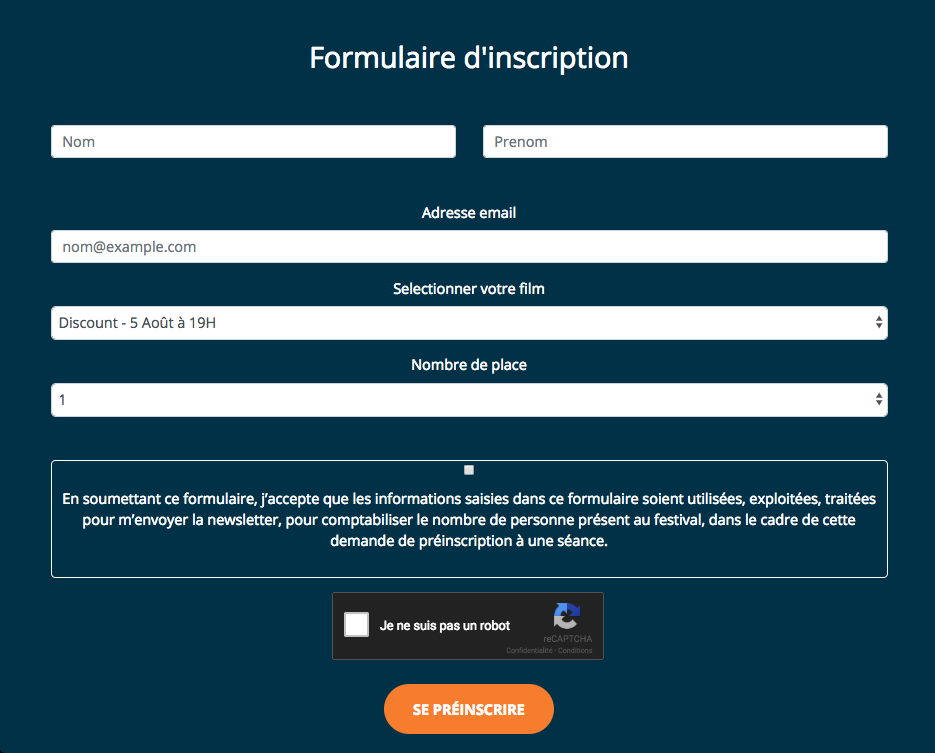 Formulaire d'inscription
Nom
Prenom
Adresse email
nom@example.com
Selectionner votre film
Discount - 5 Août à 19H
Nombre de place
1
En soumettant ce formulaire, j’accepte que les informations saisies dans ce formulaire soient utilisées, exploitées, traitées
pour m’envoyer la newsletter, pour comptabiliser le nombre de personne présent au festival, dans le cadre de cette
demande de préinscription à une séance.
Je ne suis pas un robot
reCAPTCHA
Confidentialité - Conditions
SE PRÉINSCRIRE